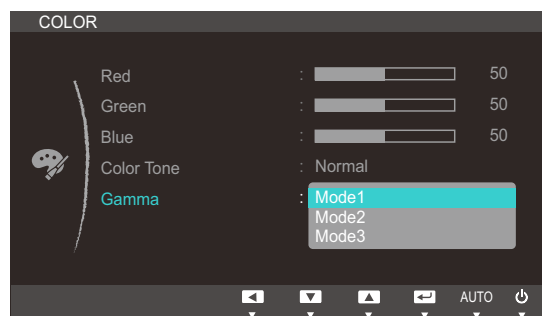 COLOR
Red : 50
Green : 50
Blue : 50
Color Tone : Normal
Gamma : Mode1
Mode2
Mode3
AUTO